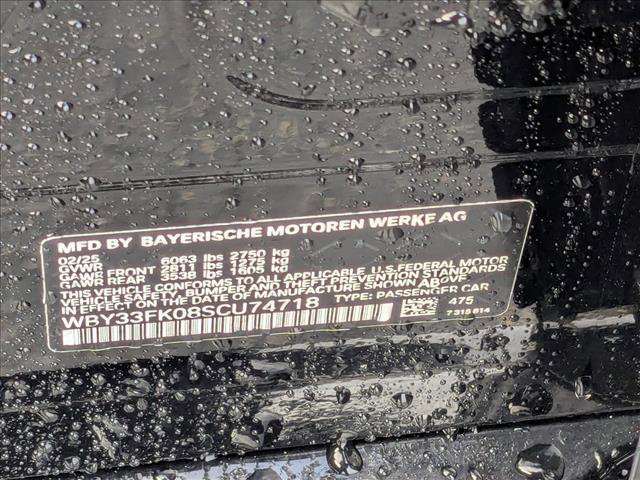 MFD BY BAYERISCHE MOTOREN WERKE AG
02/25
GVWR 6063 lbs 2750 kg
GAWR FRONT 2811 lbs 1275 kg
GAWR REAR 3538 lbs 1605 kg
THIS VEHICLE CONFORMS TO ALL APPLICABLE U.S. FEDERAL MOTOR
VEHICLE SAFETY, BUMPER AND THEFT PREVENTION STANDARDS
IN EFFECT ON THE DATE OF MANUFACTURE SHOWN ABOVE
WBY33FK08SCU74718 TYPE: PASSENGER CAR
475
7318614